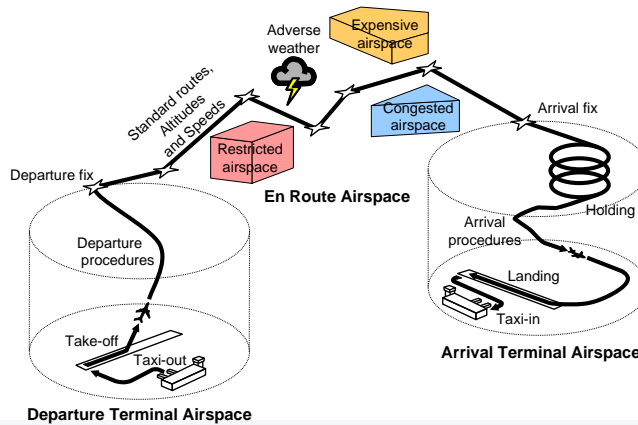 Adverse
weather
Expensive
airspace
Standard routes,
Altitudes
and Speeds
Congested
airspace
Arrival fix
Restricted
airspace
Departure fix
En Route Airspace
Holding
Departure
procedures
Arrival
procedures
Landing
Taxi-in
Take-off
Taxi-out
Arrival Terminal Airspace
Departure Terminal Airspace